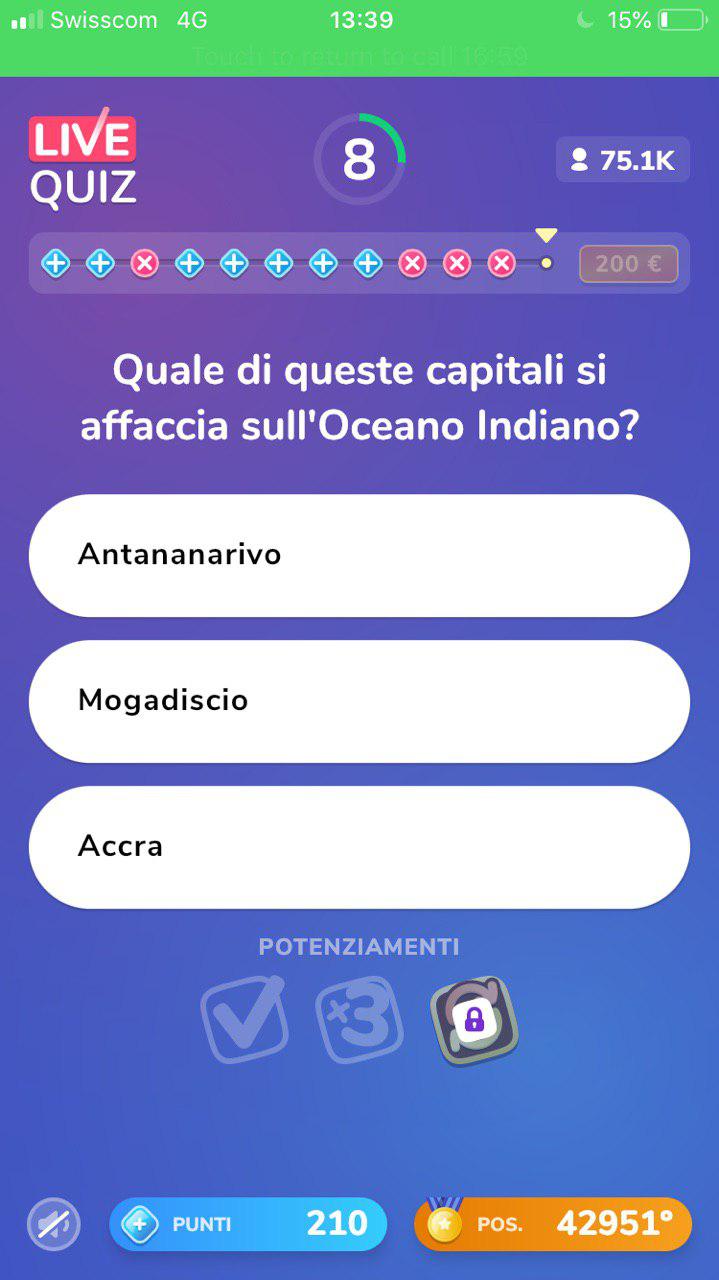 Swisscom 4G 13:39 15%
Touch to return to call 16:59
LIVE
QUIZ
8
75.1K
200 €
Quale di queste capitali si
affaccia sull'Oceano Indiano?
Antananarivo
Mogadiscio
Accra
POTENZIAMENTI
×3
PUNTI 210
POS. 42951°